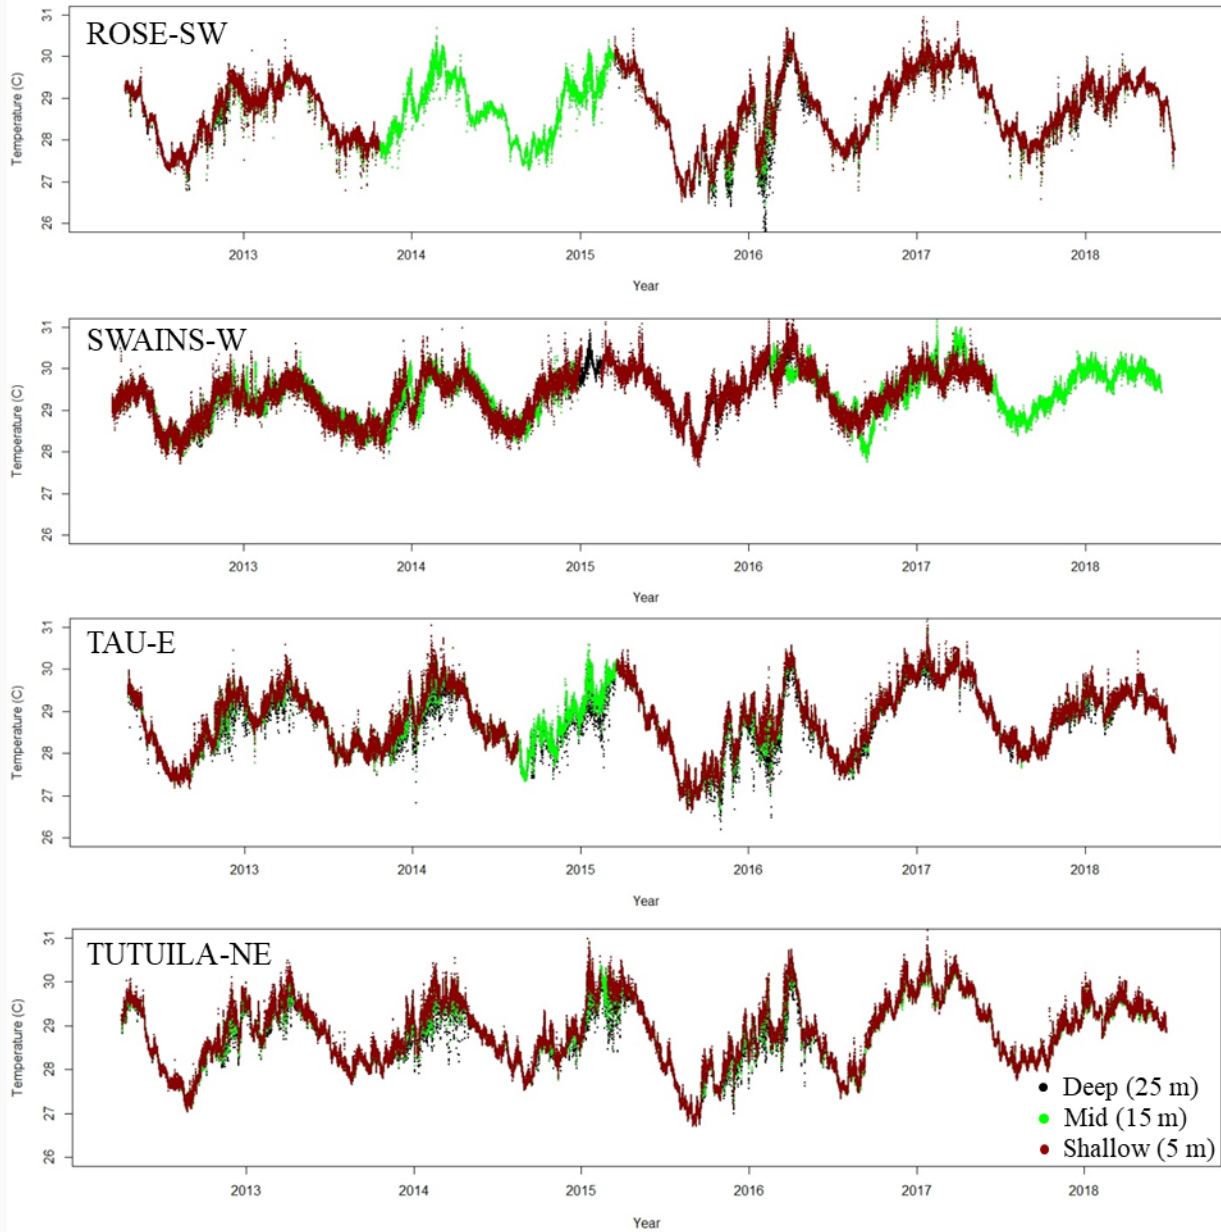 ROSE-SW
Temperature (C)
31
30
29
28
27
26
2013 2014 2015 2016 2017 2018
Year
SWAINS-W
Temperature (C)
31
30
29
28
27
26
2013 2014 2015 2016 2017 2018
Year
TAU-E
Temperature (C)
31
30
29
28
27
26
2013 2014 2015 2016 2017 2018
Year
TUTUILA-NE
Temperature (C)
31
30
29
28
27
26
Deep (25 m)
Mid (15 m)
Shallow (5 m)
2013 2014 2015 2016 2017 2018
Year